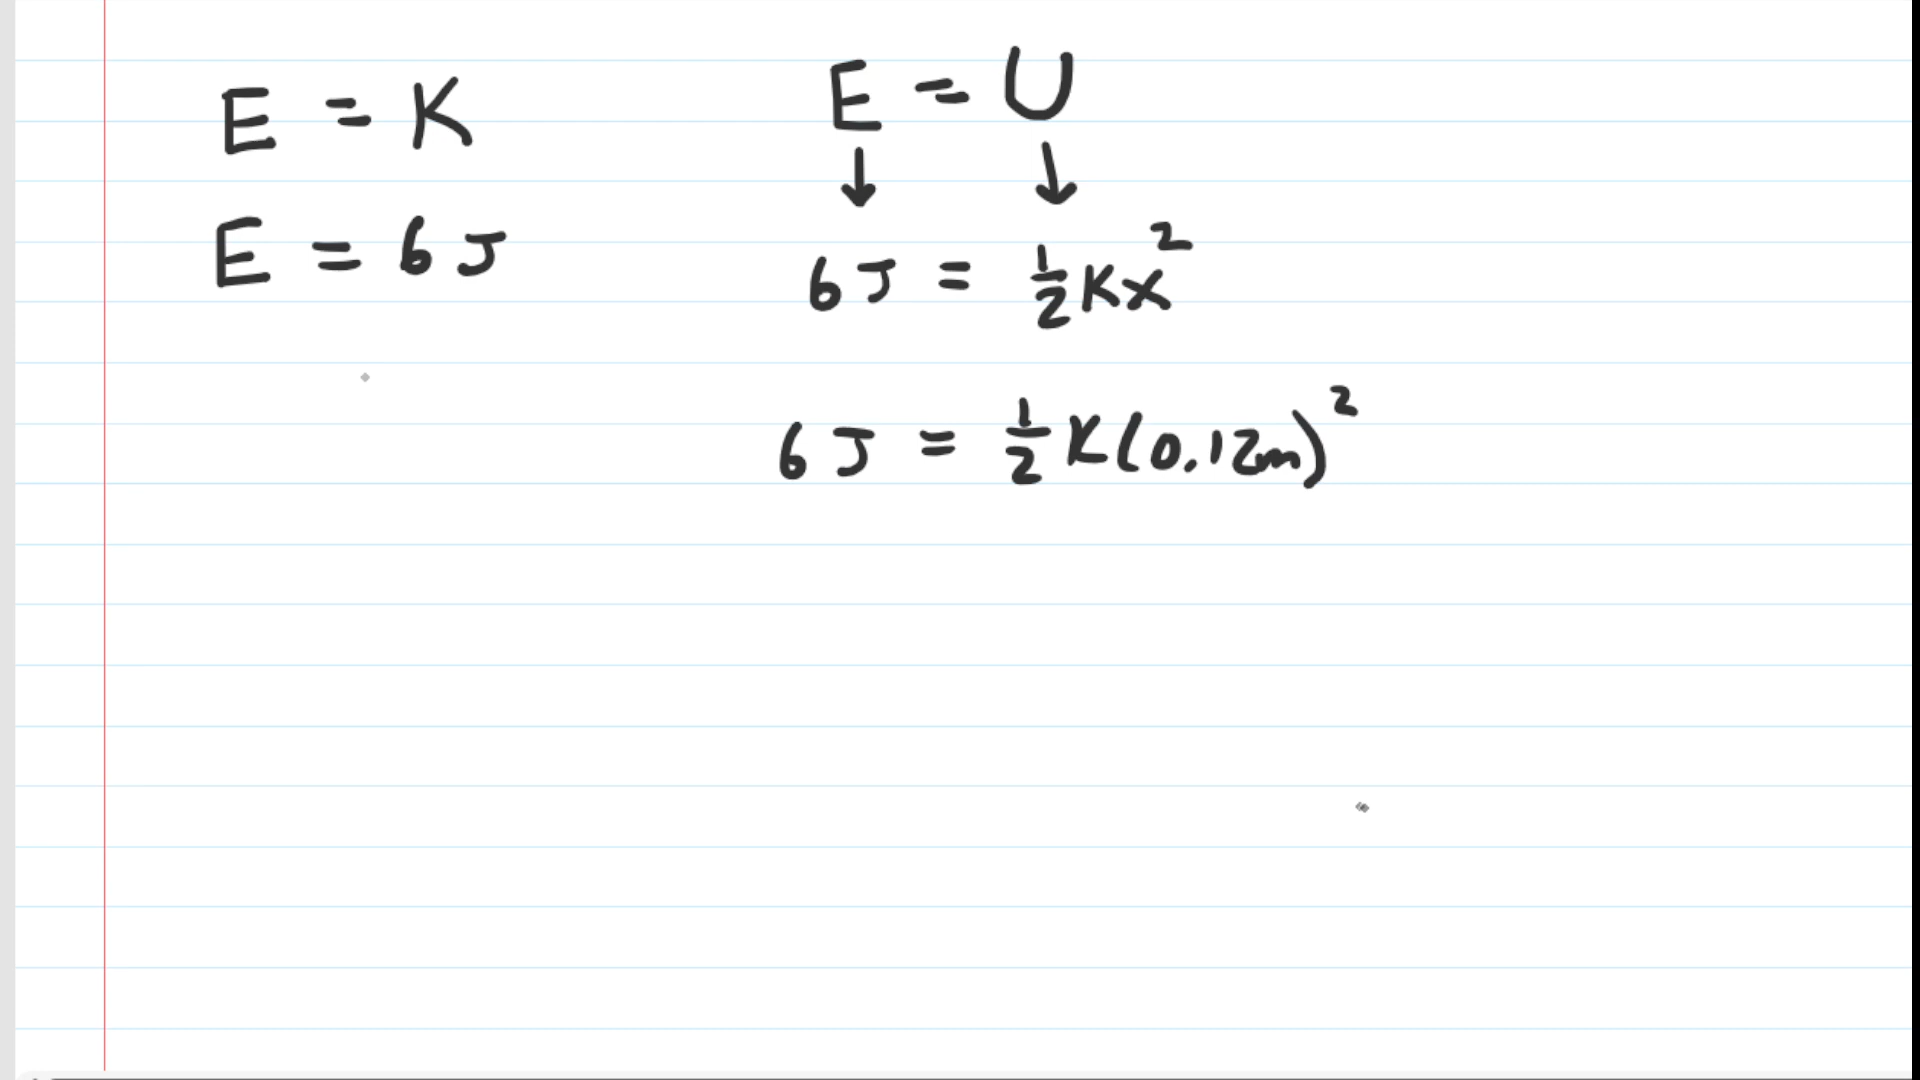 E = K
E = 6 J
E = U
↓ ↓
6 J = ½ Kx²
6 J = ½ K(0.12m)²